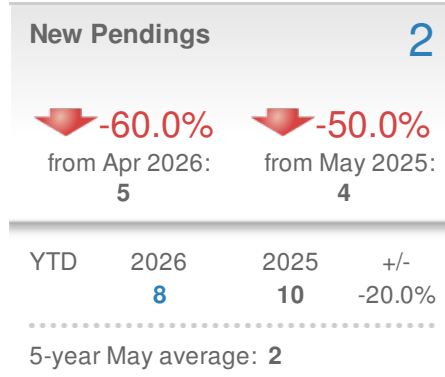 New Pendings 2
-60.0% -50.0%
from Apr 2026: from May 2025:
5 4
YTD 2026 2025 +/-
8 10 -20.0%
5-year May average: 2